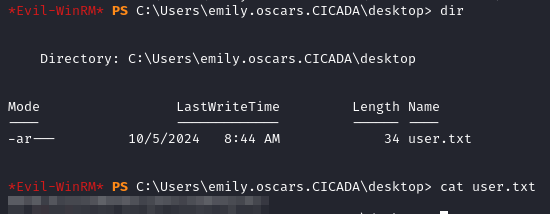 *Evil-WinRM* PS C:\Users\emily.oscars.CICADA\desktop> dir
Directory: C:\Users\emily.oscars.CICADA\desktop
Mode LastWriteTime Length Name
---- ------------- ------ ----
-ar--- 10/5/2024 8:44 AM 34 user.txt
*Evil-WinRM* PS C:\Users\emily.oscars.CICADA\desktop> cat user.txt